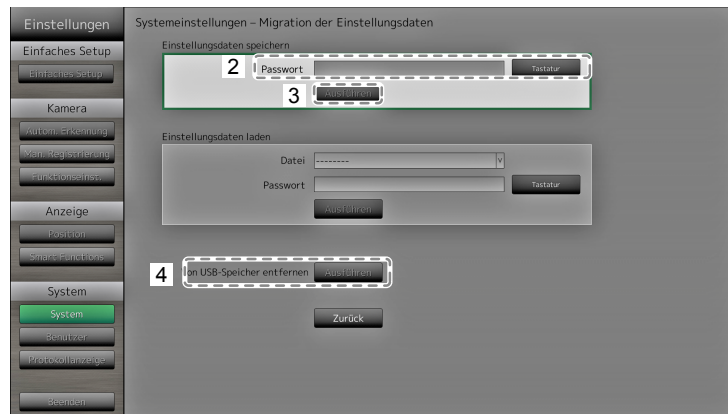 Einstellungen
Einfaches Setup
Einfaches Setup
Kamera
Autom. Erkennung
Man. Registrierung
Funktionseinst.
Anzeige
Position
Smart Functions
System
System
Benutzer
Protokollanzeige
Beenden
Systemeinstellungen – Migration der Einstellungsdaten
Einstellungsdaten speichern
2 Passwort Tastatur
3 Ausführen
Einstellungsdaten laden
Datei -------- v
Passwort Tastatur
Ausführen
4 on USB-Speicher entfernen Ausführen
Zurück